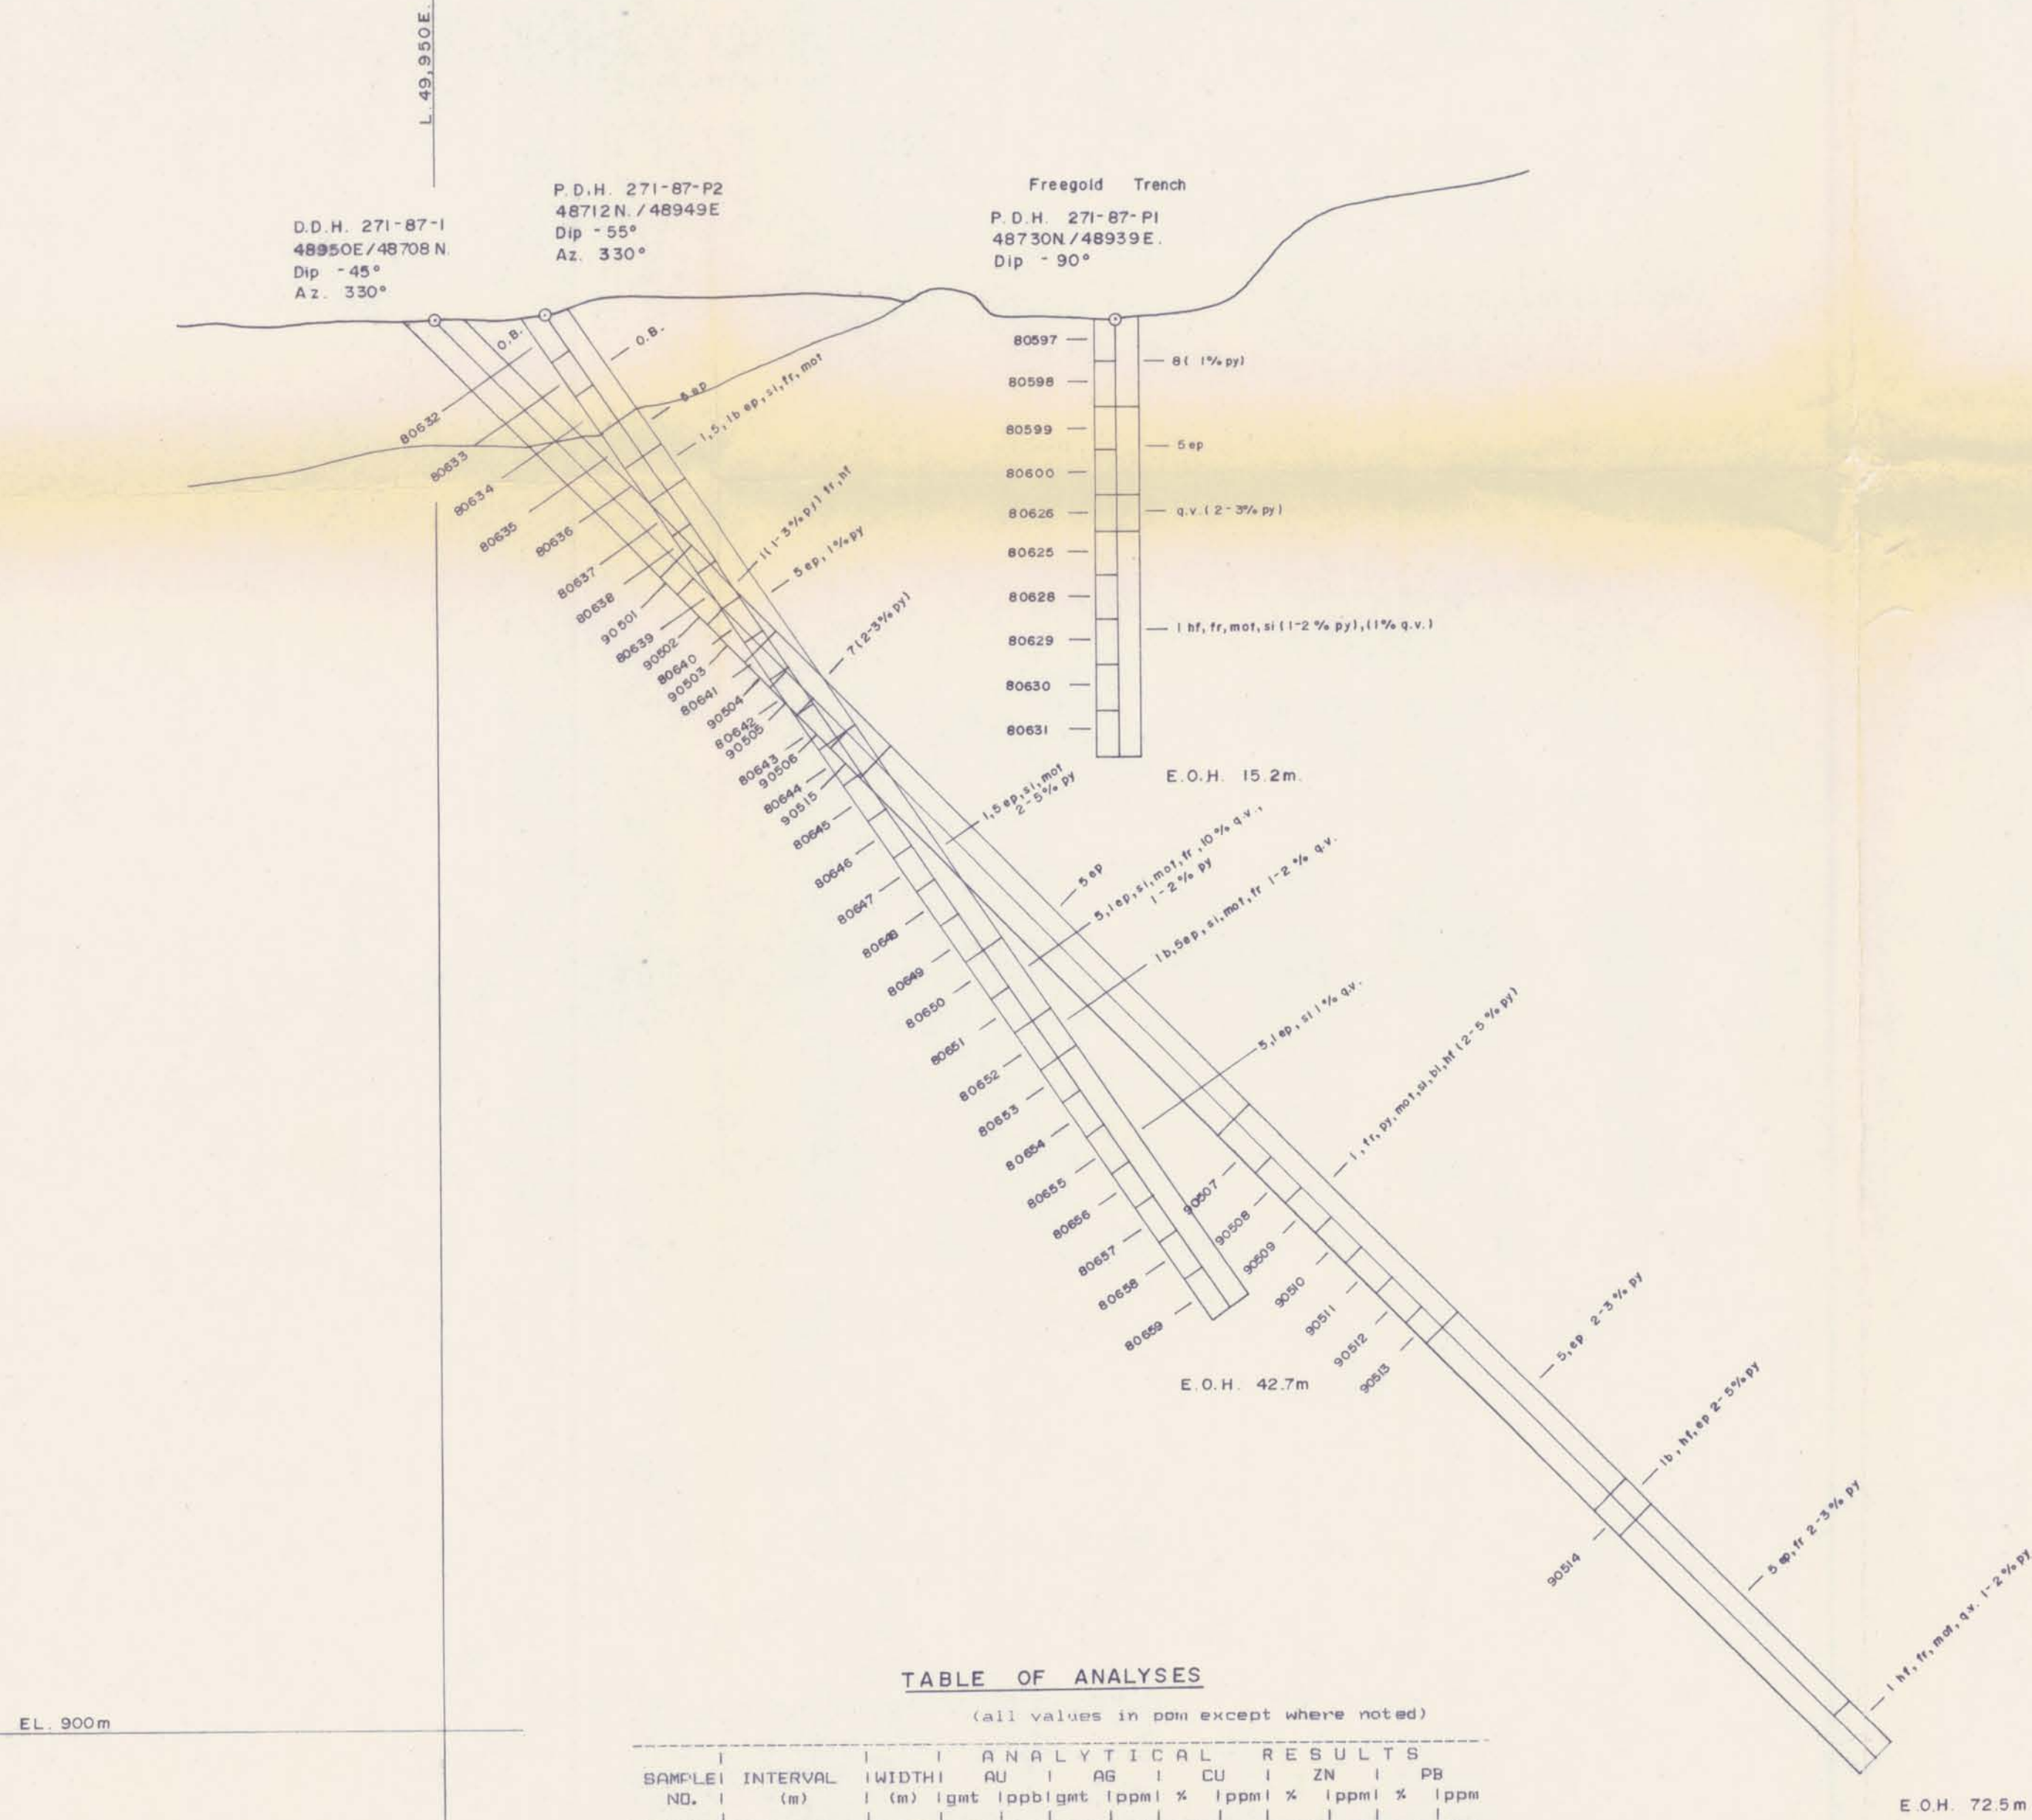 L. 49,950E.
D.D.H. 271-87-1
48950E/48708 N.
Dip -45°
Az. 330°
P.D.H. 271-87-P2
48712N./48949E
Dip -55°
Az. 330°
Freegold Trench
P.D.H. 271-87-P1
48730N/48939E.
Dip -90°
O.B.
O.B.
5 ep
1,5,1b ep,si,fr,mot
1(1-3%py) fr,hf
5 ep, 1%py
7(2-3%py)
80597
80598
80599
80600
80626
80625
80628
80629
80630
80631
8( 1%py)
5 ep
q.v.(2-3%py)
1 hf,fr,mot,si(1-2%py),(1% q.v.)
E.O.H. 15.2m.
80632
80633
80634
80635
80636
80637
80638
90501
80639
90502
80640
90503
80641
90504
80642
90505
80643
90506
80644
90515
80645
80646
80647
80648
80649
80650
80651
80652
80653
80654
80655
80656
80657
80658
80659
1,5 ep,si,mot
2-5% py
5 ep
5,1ep,si,mot,fr,10% q.v.,
1-2% py
1b,5ep,si,mot,fr 1-2% q.v.
5,1ep,si 1% q.v.
1,fr,py,mot,si,bi,hf(2-5%py)
90507
90508
90509
90510
90511
90512
90513
E.O.H. 42.7m
5,ep 2-3%py
1b,hf,ep 2-5%py
5 ep,fr 2-3%py
1 hf,fr,mot,q.v. 1-2%py
90514
E.O.H. 72.5m
EL. 900m
TABLE OF ANALYSES
(all values in ppm except where noted)
ANALYTICAL RESULTS
SAMPLE INTERVAL WIDTH AU AG CU ZN PB
NO. (m) (m) gmt ppb gmt ppm % ppm % ppm % ppm